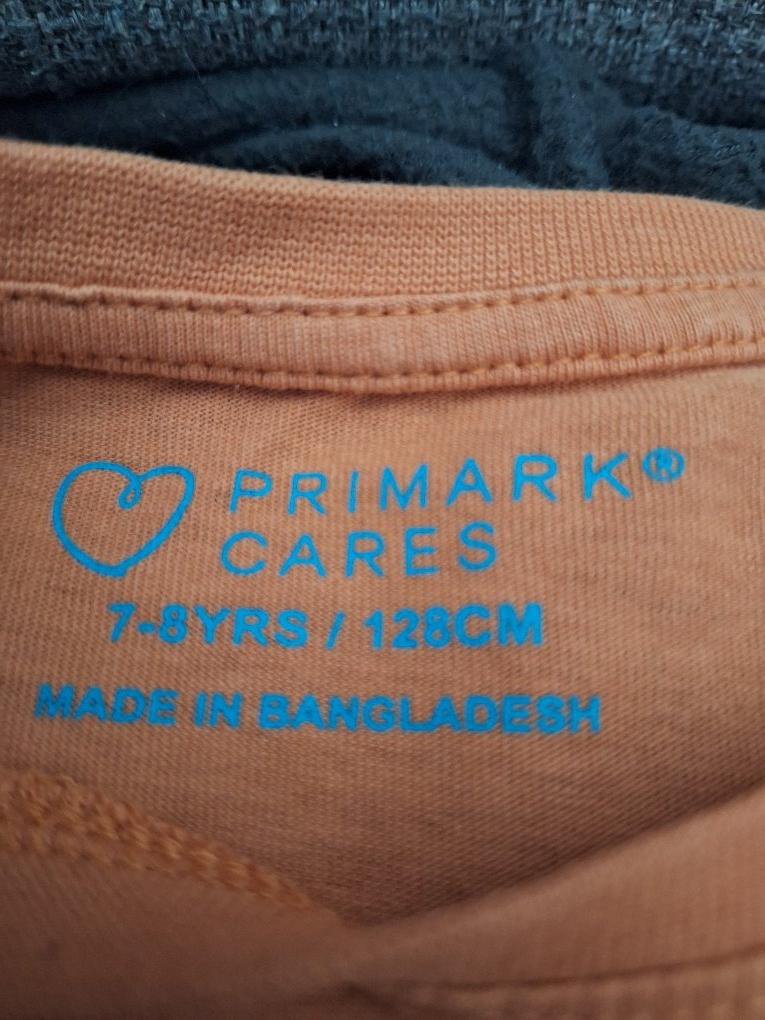 PRIMARK®
CARES
7-8YRS / 128CM
MADE IN BANGLADESH